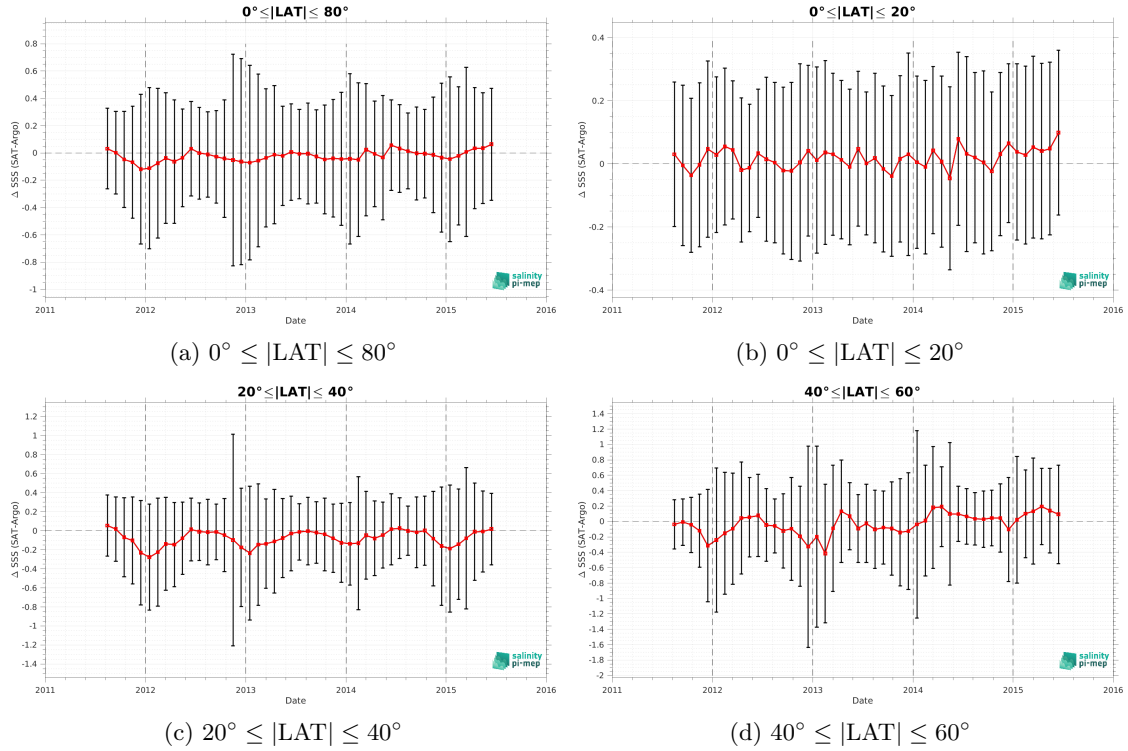 0°≤|LAT|≤ 80°
0.8
0.6
0.4
0.2
0
-0.2
-0.4
-0.6
-0.8
-1
Δ SSS (SAT-Argo)
2011 2012 2013 2014 2015 2016
Date
salinity
pi-mep
(a) 0° ≤ |LAT| ≤ 80°
0°≤|LAT|≤ 20°
0.4
0.2
0
-0.2
-0.4
Δ SSS (SAT-Argo)
2011 2012 2013 2014 2015 2016
Date
salinity
pi-mep
(b) 0° ≤ |LAT| ≤ 20°
20°≤|LAT|≤ 40°
1.2
1
0.8
0.6
0.4
0.2
0
-0.2
-0.4
-0.6
-0.8
-1
-1.2
-1.4
Δ SSS (SAT-Argo)
2011 2012 2013 2014 2015 2016
Date
salinity
pi-mep
(c) 20° ≤ |LAT| ≤ 40°
40°≤|LAT|≤ 60°
1.4
1.2
1
0.8
0.6
0.4
0.2
0
-0.2
-0.4
-0.6
-0.8
-1
-1.2
-1.4
-1.6
-1.8
-2
Δ SSS (SAT-Argo)
2011 2012 2013 2014 2015 2016
Date
salinity
pi-mep
(d) 40° ≤ |LAT| ≤ 60°